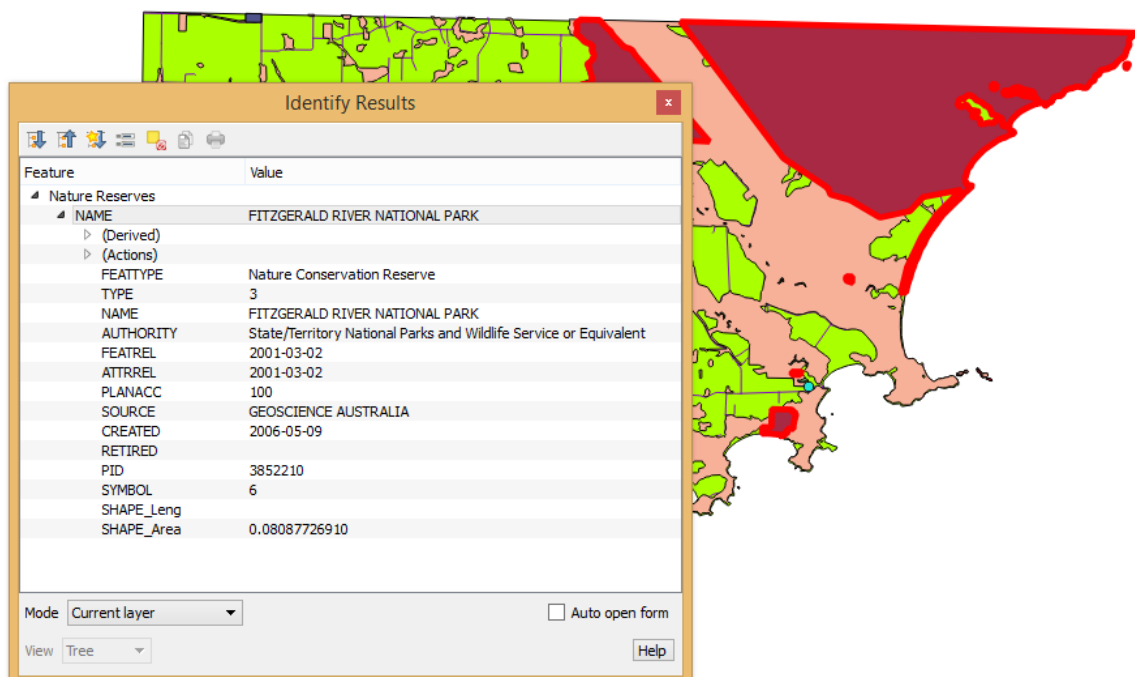 Identify Results
x
Feature Value
Nature Reserves
NAME FITZGERALD RIVER NATIONAL PARK
(Derived)
(Actions)
FEATTYPE Nature Conservation Reserve
TYPE 3
NAME FITZGERALD RIVER NATIONAL PARK
AUTHORITY State/Territory National Parks and Wildlife Service or Equivalent
FEATREL 2001-03-02
ATTRREL 2001-03-02
PLANACC 100
SOURCE GEOSCIENCE AUSTRALIA
CREATED 2006-05-09
RETIRED
PID 3852210
SYMBOL 6
SHAPE_Leng
SHAPE_Area 0.08087726910
Mode Current layer Auto open form
View Tree Help